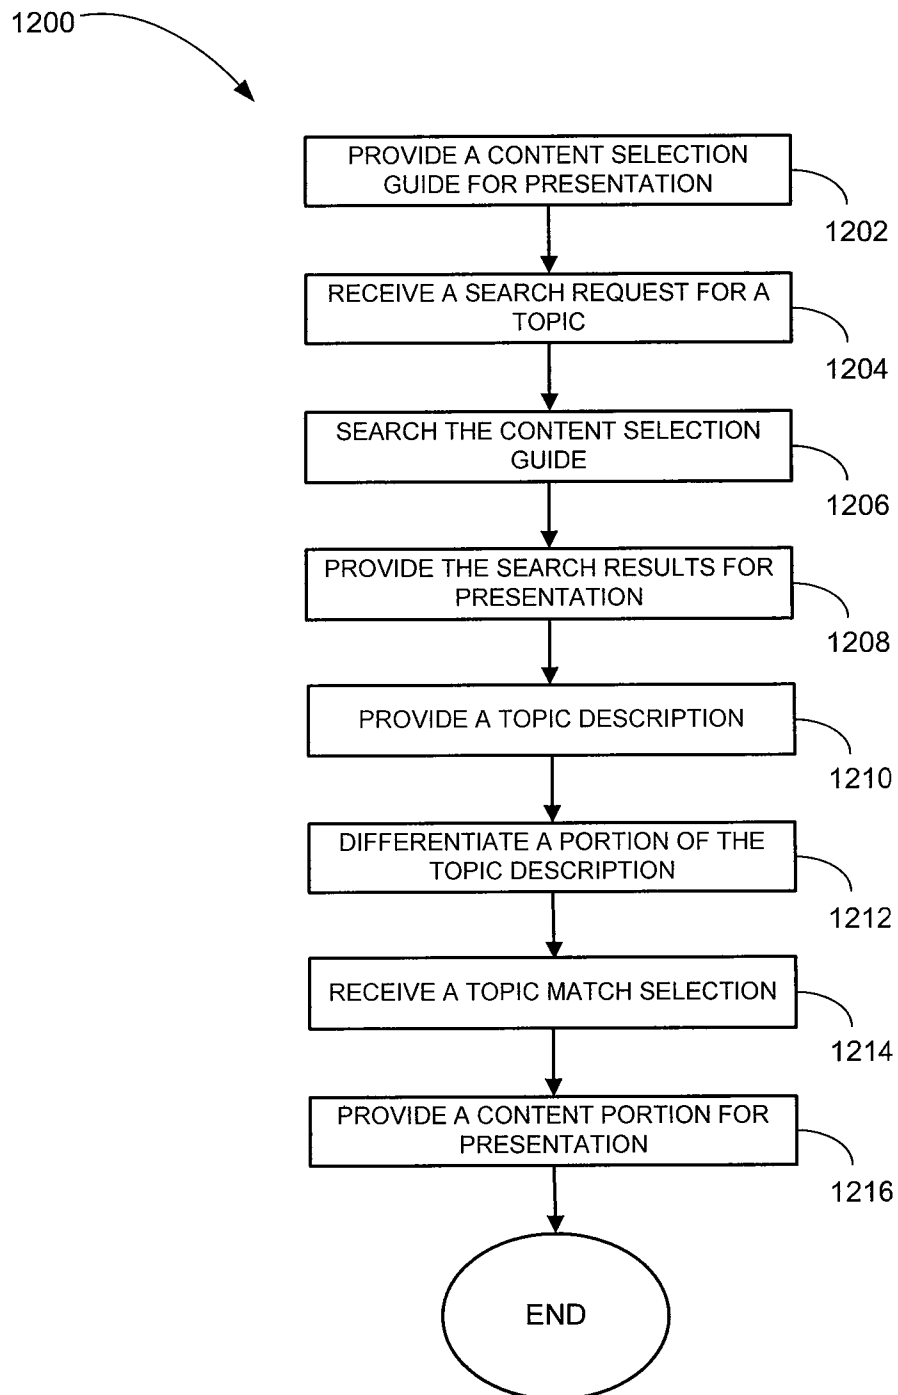 1200
PROVIDE A CONTENT SELECTION
GUIDE FOR PRESENTATION
1202
RECEIVE A SEARCH REQUEST FOR A
TOPIC
1204
SEARCH THE CONTENT SELECTION
GUIDE
1206
PROVIDE THE SEARCH RESULTS FOR
PRESENTATION
1208
PROVIDE A TOPIC DESCRIPTION
1210
DIFFERENTIATE A PORTION OF THE
TOPIC DESCRIPTION
1212
RECEIVE A TOPIC MATCH SELECTION
1214
PROVIDE A CONTENT PORTION FOR
PRESENTATION
1216
END